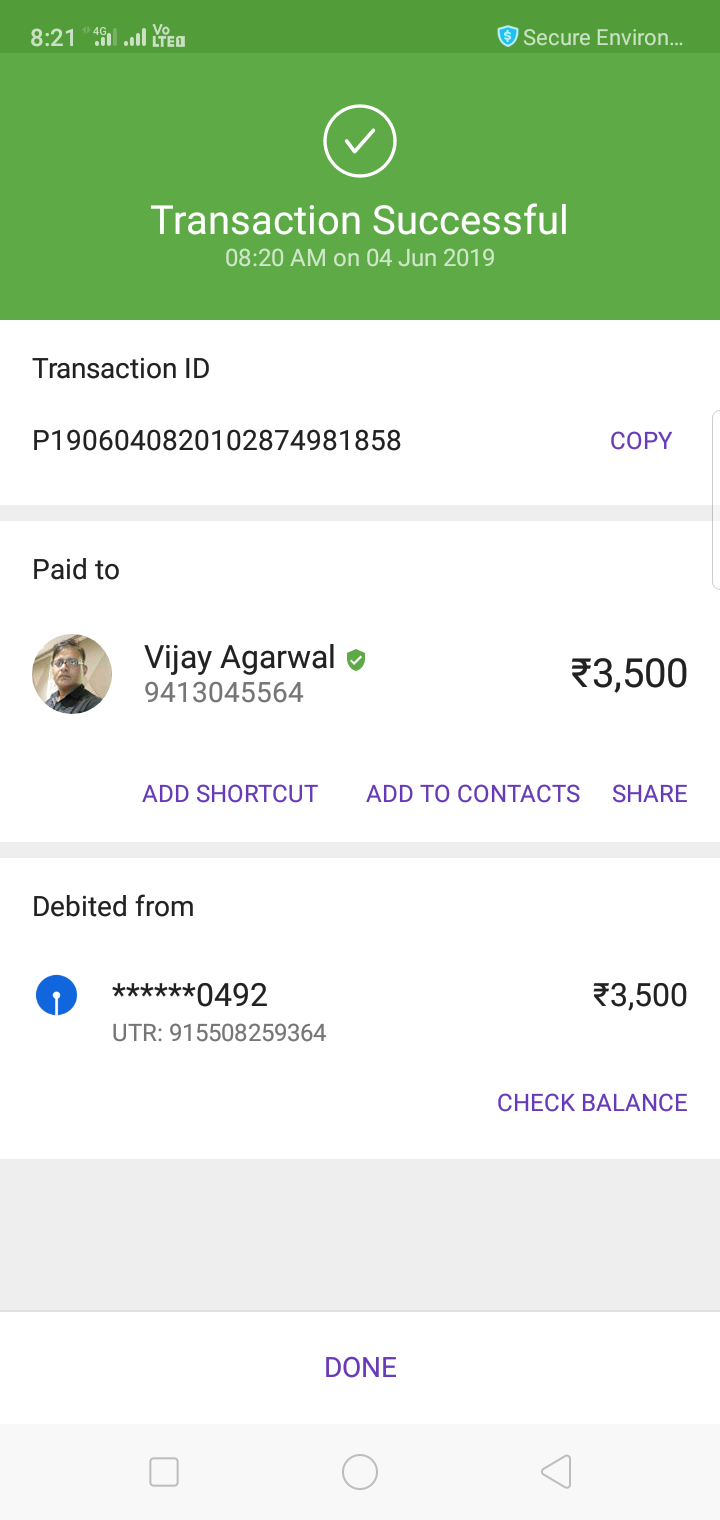 8:21 4G Vo LTE Secure Environ...
Transaction Successful
08:20 AM on 04 Jun 2019
Transaction ID
P1906040820102874981858 COPY
Paid to
Vijay Agarwal
9413045564
₹3,500
ADD SHORTCUT ADD TO CONTACTS SHARE
Debited from
******0492 ₹3,500
UTR: 915508259364
CHECK BALANCE
DONE